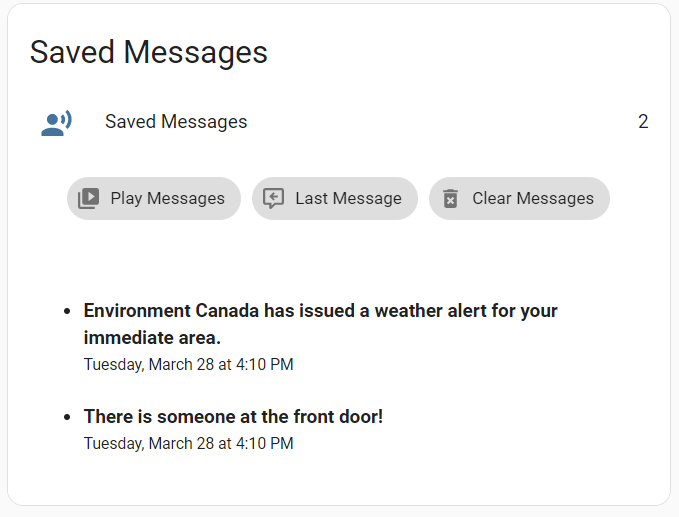 Saved Messages
Saved Messages 2
Play Messages Last Message Clear Messages
Environment Canada has issued a weather alert for your
immediate area.
Tuesday, March 28 at 4:10 PM
There is someone at the front door!
Tuesday, March 28 at 4:10 PM